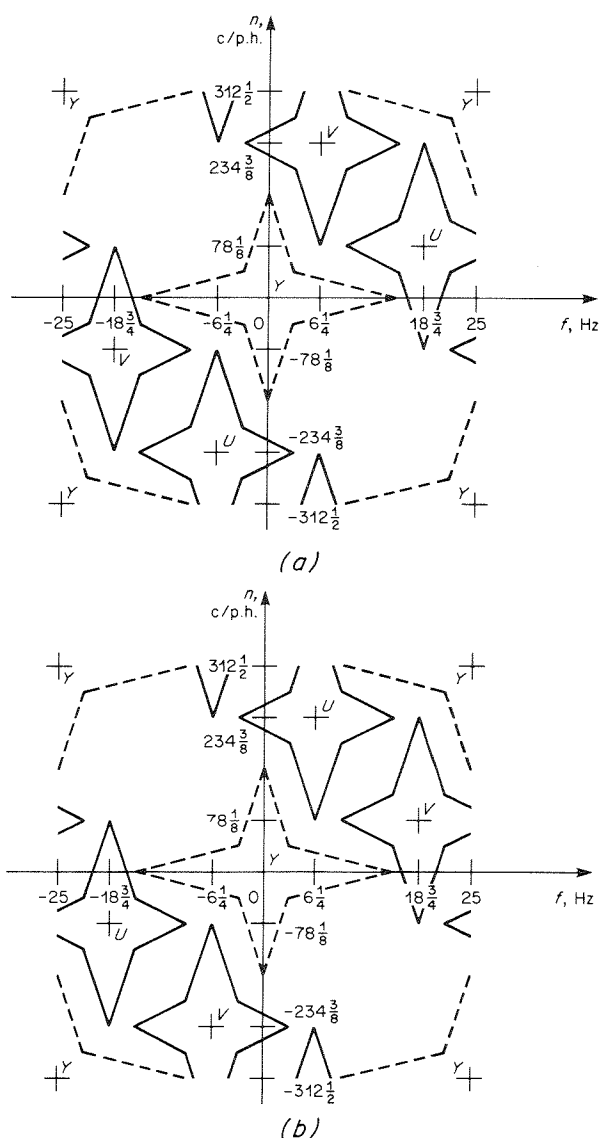 n,
c/p.h.
312½
Y Y
V
234⅜
78⅛
U
Y
-25 -18¾ -6¼ 0 6¼ 18¾ 25 f, Hz
V
-78⅛
U
-234⅜
Y Y
-312½
(a)
n,
c/p.h.
312½
Y Y
U
234⅜
78⅛
V
Y
-25 -18¾ -6¼ 0 6¼ 18¾ 25 f, Hz
U
-78⅛
V
-234⅜
Y Y
-312½
(b)